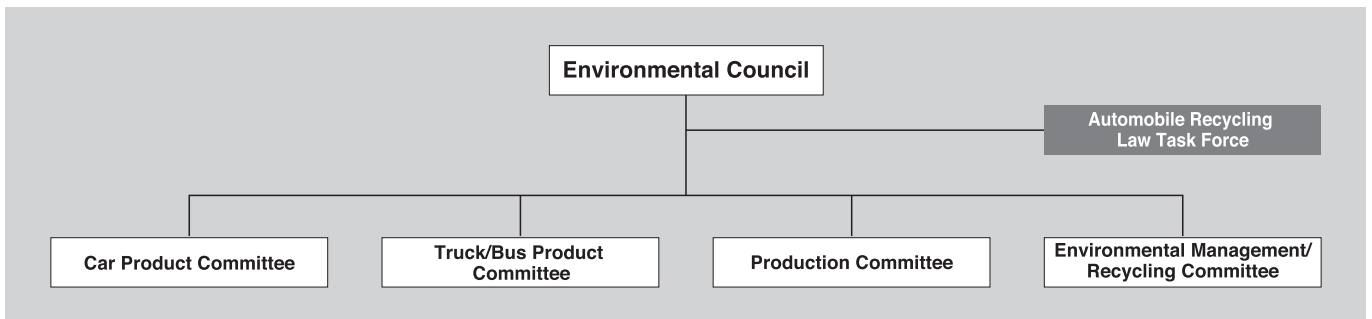 Environmental Council
Automobile Recycling
Law Task Force
Car Product Committee
Truck/Bus Product
Committee
Production Committee
Environmental Management/
Recycling Committee